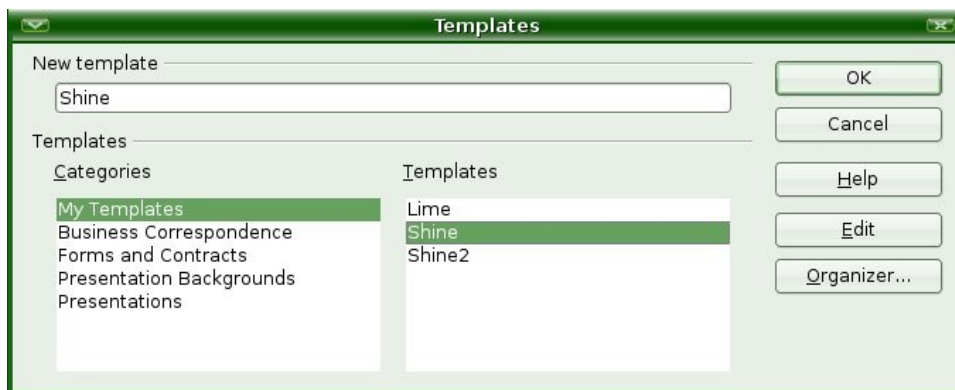 Templates
New template
Shine
OK
Cancel
Templates
Categories
Templates
Help
My Templates
Business Correspondence
Forms and Contracts
Presentation Backgrounds
Presentations
Lime
Shine
Shine2
Edit
Organizer...